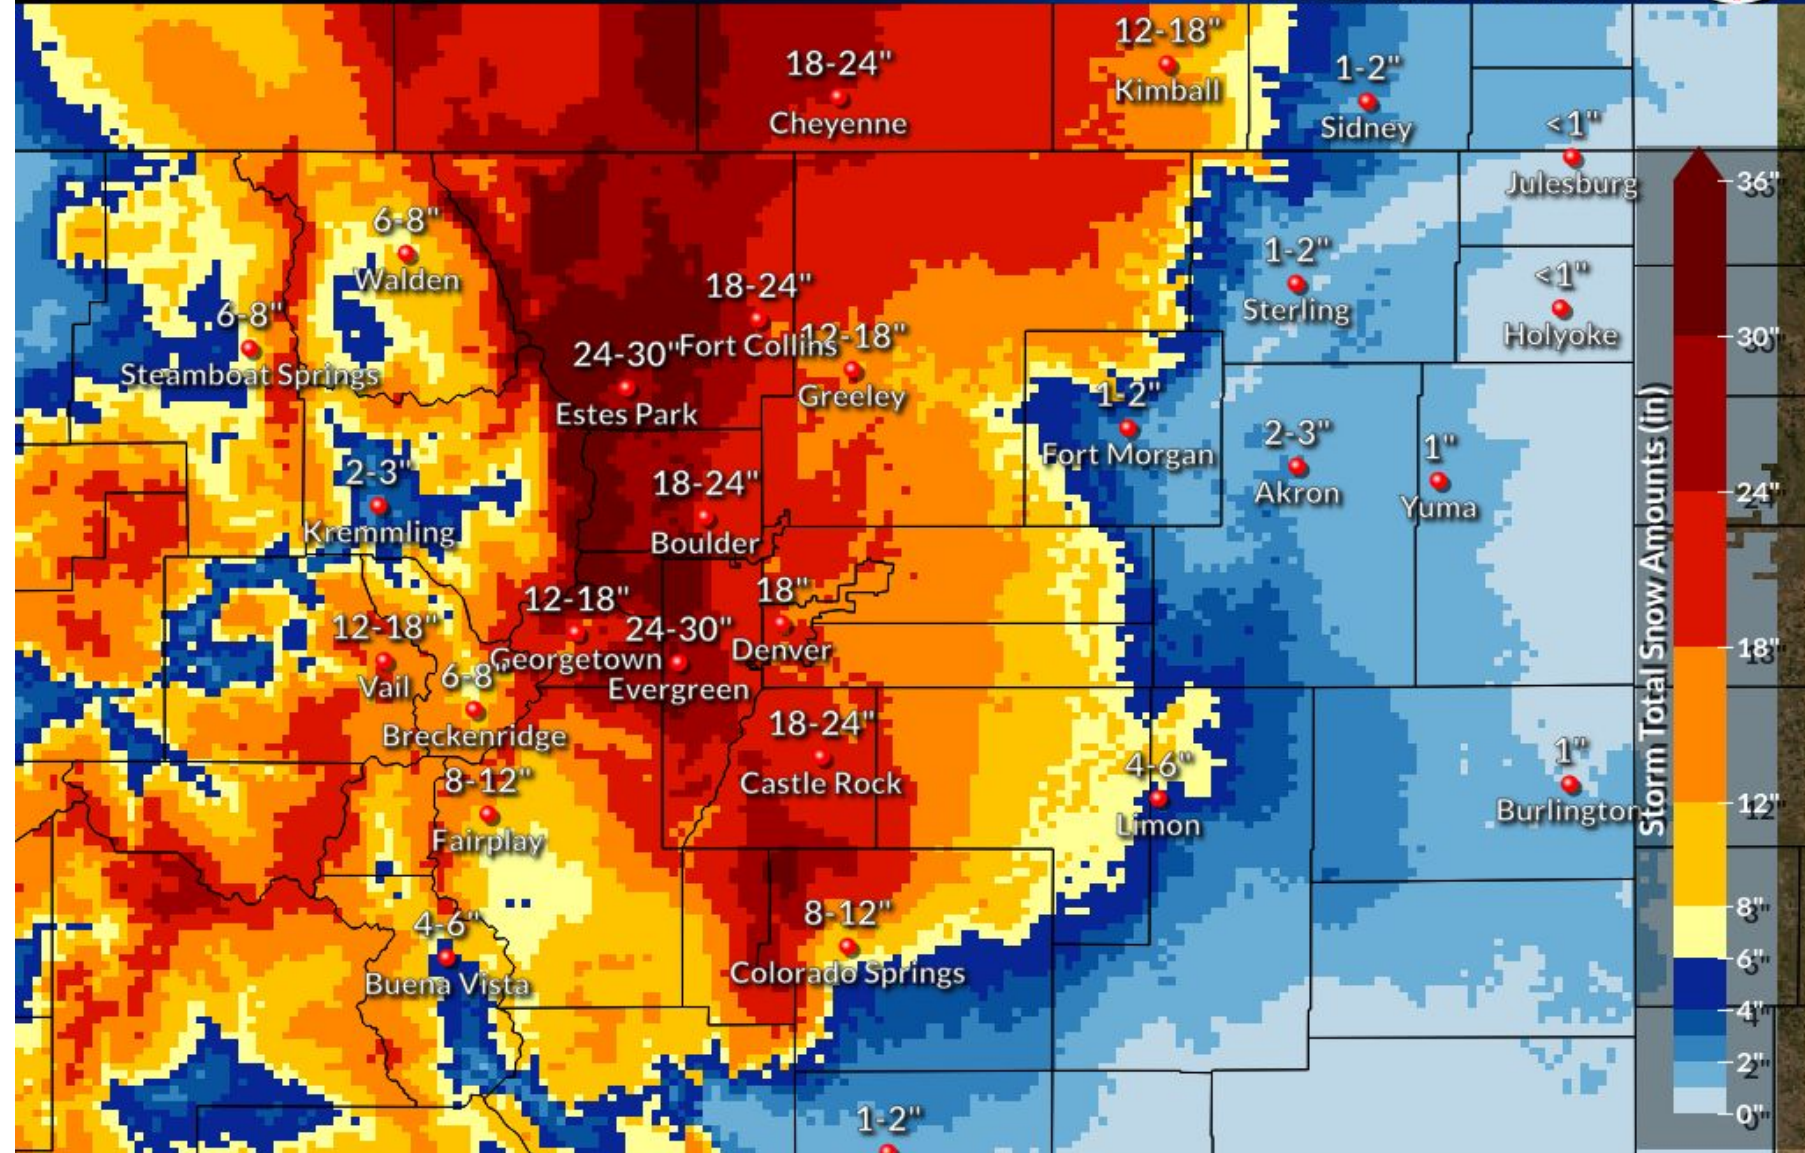 12-18"
Kimball
18-24"
Cheyenne
1-2"
Sidney
<1"
Julesburg
6-8"
Walden
1-2"
Sterling
<1"
Holyoke
6-8"
Steamboat Springs
18-24"
Fort Collins
12-18"
Greeley
24-30"
Estes Park
1-2"
Fort Morgan
2-3"
Akron
1"
Yuma
2-3"
Kremmling
18-24"
Boulder
12-18"
Georgetown
18"
Denver
24-30"
Evergreen
12-18"
Vail
6-8"
Breckenridge
18-24"
Castle Rock
8-12"
Fairplay
4-6"
Limon
1"
Burlington
8-12"
Colorado Springs
4-6"
Buena Vista
1-2"
Storm Total Snow Amounts (in)
36"
30"
24"
18"
12"
8"
6"
4"
2"
0"